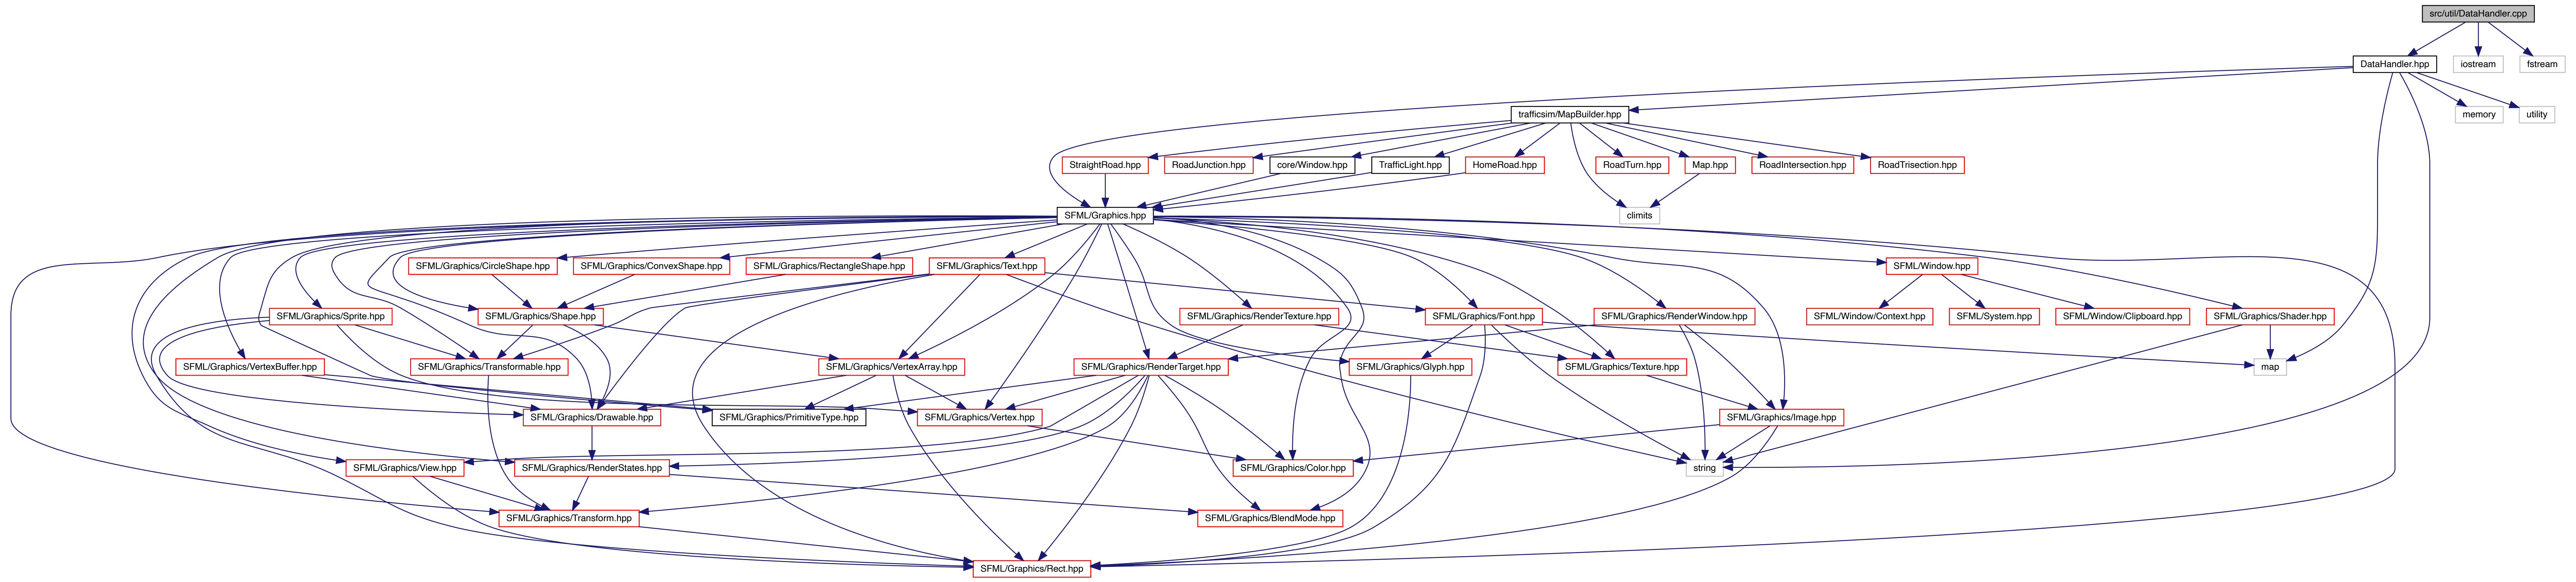 src/util/DataHandler.cpp
DataHandler.hpp
iostream
fstream
trafficsim/MapBuilder.hpp
memory
utility
StraightRoad.hpp
RoadJunction.hpp
core/Window.hpp
TrafficLight.hpp
HomeRoad.hpp
RoadTurn.hpp
Map.hpp
RoadIntersection.hpp
RoadTrisection.hpp
SFML/Graphics.hpp
climits
SFML/Graphics/CircleShape.hpp
SFML/Graphics/ConvexShape.hpp
SFML/Graphics/RectangleShape.hpp
SFML/Graphics/Text.hpp
SFML/Window.hpp
SFML/Graphics/Sprite.hpp
SFML/Graphics/Shape.hpp
SFML/Graphics/RenderTexture.hpp
SFML/Graphics/Font.hpp
SFML/Graphics/RenderWindow.hpp
SFML/Window/Context.hpp
SFML/System.hpp
SFML/Window/Clipboard.hpp
SFML/Graphics/Shader.hpp
SFML/Graphics/VertexBuffer.hpp
SFML/Graphics/Transformable.hpp
SFML/Graphics/VertexArray.hpp
SFML/Graphics/RenderTarget.hpp
SFML/Graphics/Glyph.hpp
SFML/Graphics/Texture.hpp
map
SFML/Graphics/Drawable.hpp
SFML/Graphics/PrimitiveType.hpp
SFML/Graphics/Vertex.hpp
SFML/Graphics/Image.hpp
SFML/Graphics/View.hpp
SFML/Graphics/RenderStates.hpp
SFML/Graphics/Color.hpp
string
SFML/Graphics/Transform.hpp
SFML/Graphics/BlendMode.hpp
SFML/Graphics/Rect.hpp